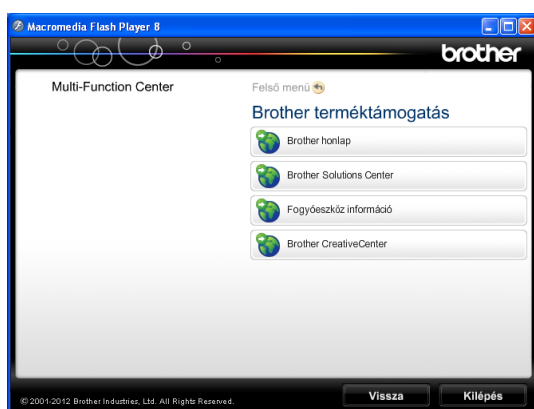 Macromedia Flash Player 8
brother
Multi-Function Center
Felső menü
Brother terméktámogatás
Brother honlap
Brother Solutions Center
Fogyóeszköz információ
Brother CreativeCenter
© 2001-2012 Brother Industries, Ltd. All Rights Reserved.
Vissza
Kilépés